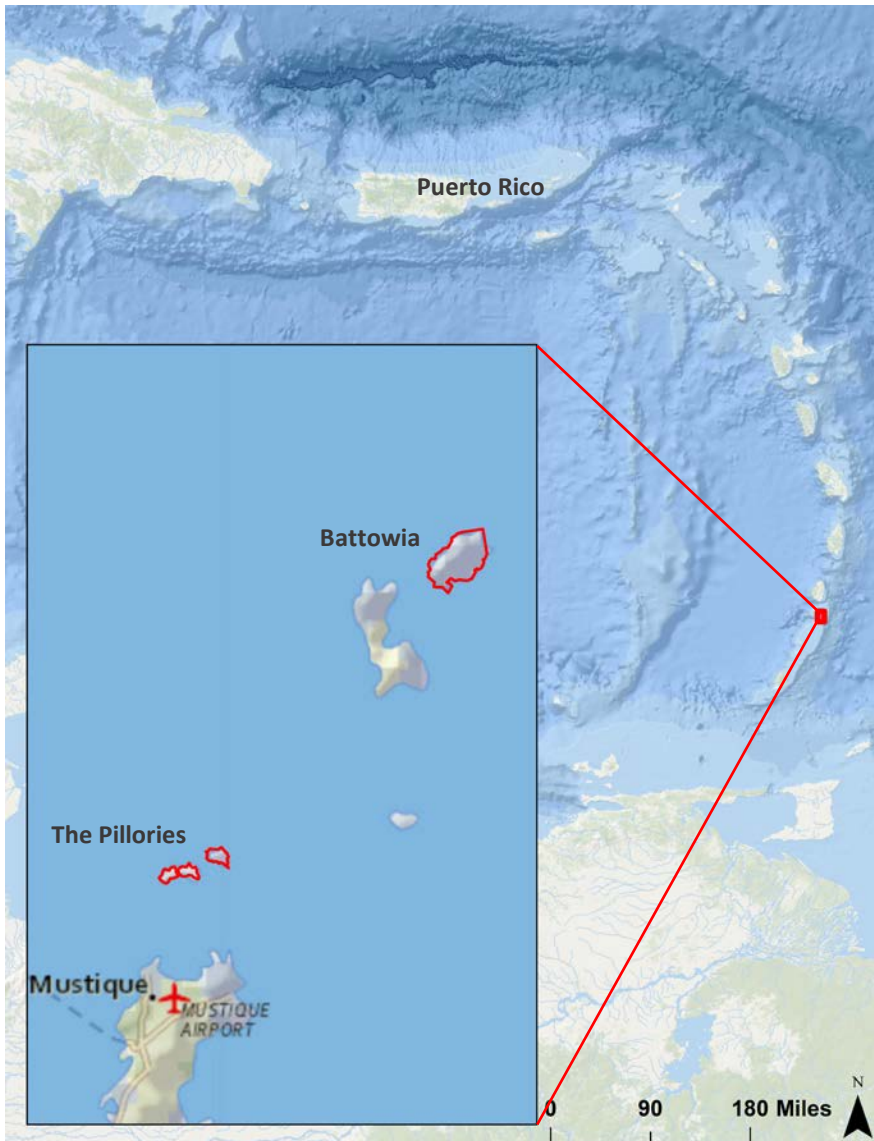 Puerto Rico
Battowia
The Pillories
Mustique
MUSTIQUE
AIRPORT
N
0 90 180 Miles